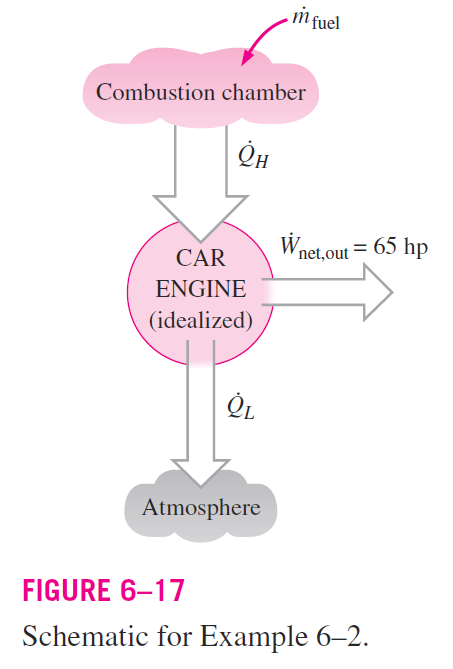 ṁfuel
Combustion chamber
Q̇H
Ẇnet,out = 65 hp
CAR
ENGINE
(idealized)
Q̇L
Atmosphere
FIGURE 6–17
Schematic for Example 6–2.